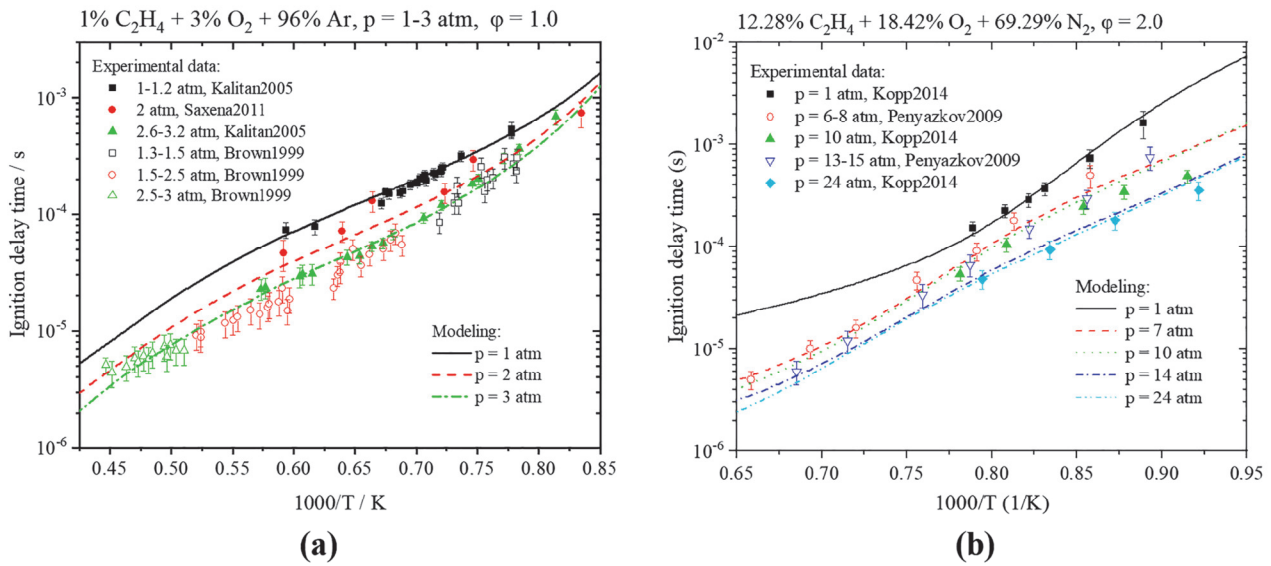 1% C₂H₄ + 3% O₂ + 96% Ar, p = 1-3 atm, φ = 1.0
Ignition delay time / s
10⁻³
10⁻⁴
10⁻⁵
10⁻⁶
Experimental data:
1-1.2 atm, Kalitan2005
2 atm, Saxena2011
2.6-3.2 atm, Kalitan2005
1.3-1.5 atm, Brown1999
1.5-2.5 atm, Brown1999
2.5-3 atm, Brown1999
Modeling:
p = 1 atm
p = 2 atm
p = 3 atm
0.45 0.50 0.55 0.60 0.65 0.70 0.75 0.80 0.85
1000/T / K
(a)
12.28% C₂H₄ + 18.42% O₂ + 69.29% N₂, φ = 2.0
Ignition delay time (s)
10⁻²
10⁻³
10⁻⁴
10⁻⁵
10⁻⁶
Experimental data:
p = 1 atm, Kopp2014
p = 6-8 atm, Penyazkov2009
p = 10 atm, Kopp2014
p = 13-15 atm, Penyazkov2009
p = 24 atm, Kopp2014
Modeling:
p = 1 atm
p = 7 atm
p = 10 atm
p = 14 atm
p = 24 atm
0.65 0.70 0.75 0.80 0.85 0.90 0.95
1000/T (1/K)
(b)